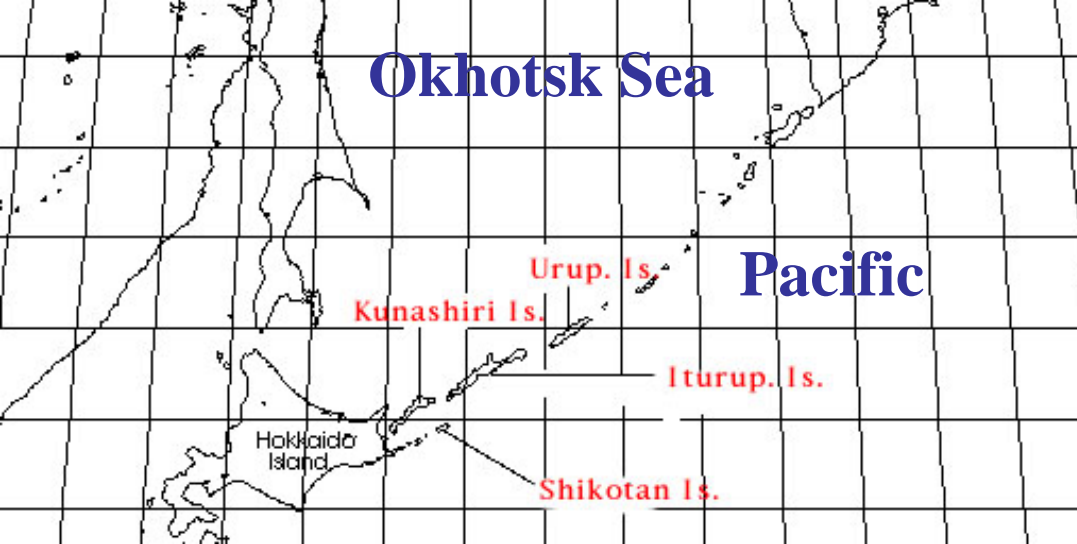 Okhotsk Sea
Pacific
Urup. Is.
Kunashiri Is.
Iturup. Is.
Hokkaido
Island
Shikotan Is.